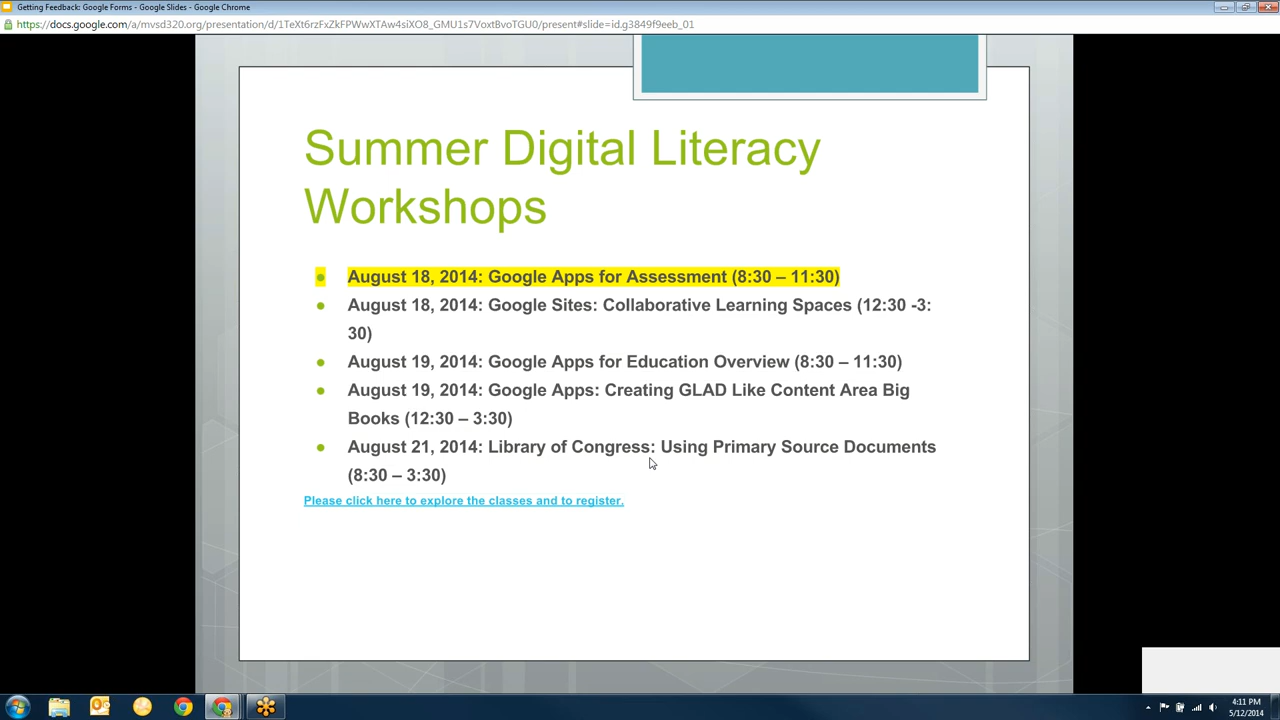 Getting Feedback: Google Forms - Google Slides - Google Chrome
https://docs.google.com/a/mvsd320.org/presentation/d/1TeXt6rzFxZkFPWwXTAw4siXO8_GMU1s7VoxtBvoTGU0/present#slide=id.g3849f9eeb_01
Summer Digital Literacy
Workshops
● August 18, 2014: Google Apps for Assessment (8:30 – 11:30)
● August 18, 2014: Google Sites: Collaborative Learning Spaces (12:30 -3:
30)
● August 19, 2014: Google Apps for Education Overview (8:30 – 11:30)
● August 19, 2014: Google Apps: Creating GLAD Like Content Area Big
Books (12:30 – 3:30)
● August 21, 2014: Library of Congress: Using Primary Source Documents
(8:30 – 3:30)
Please click here to explore the classes and to register.
4:11 PM
5/12/2014